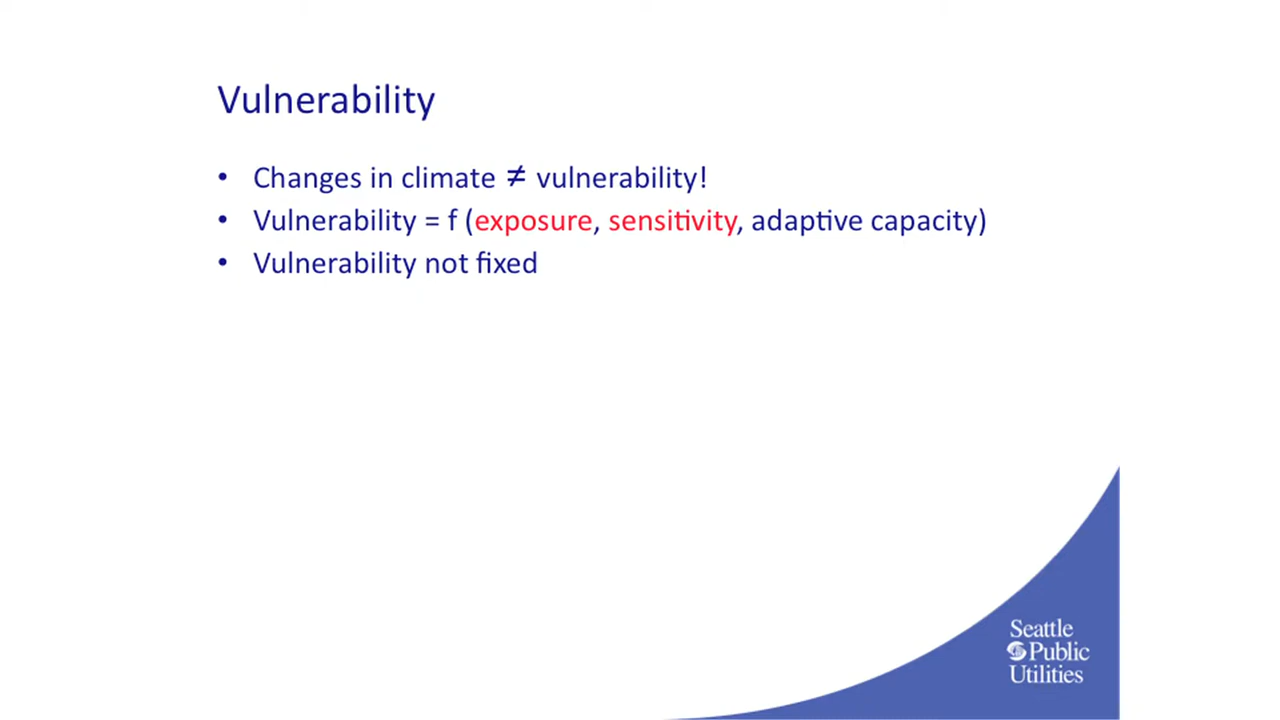 Vulnerability
• Changes in climate ≠ vulnerability!
• Vulnerability = f (exposure, sensitivity, adaptive capacity)
• Vulnerability not fixed
Seattle
Public
Utilities